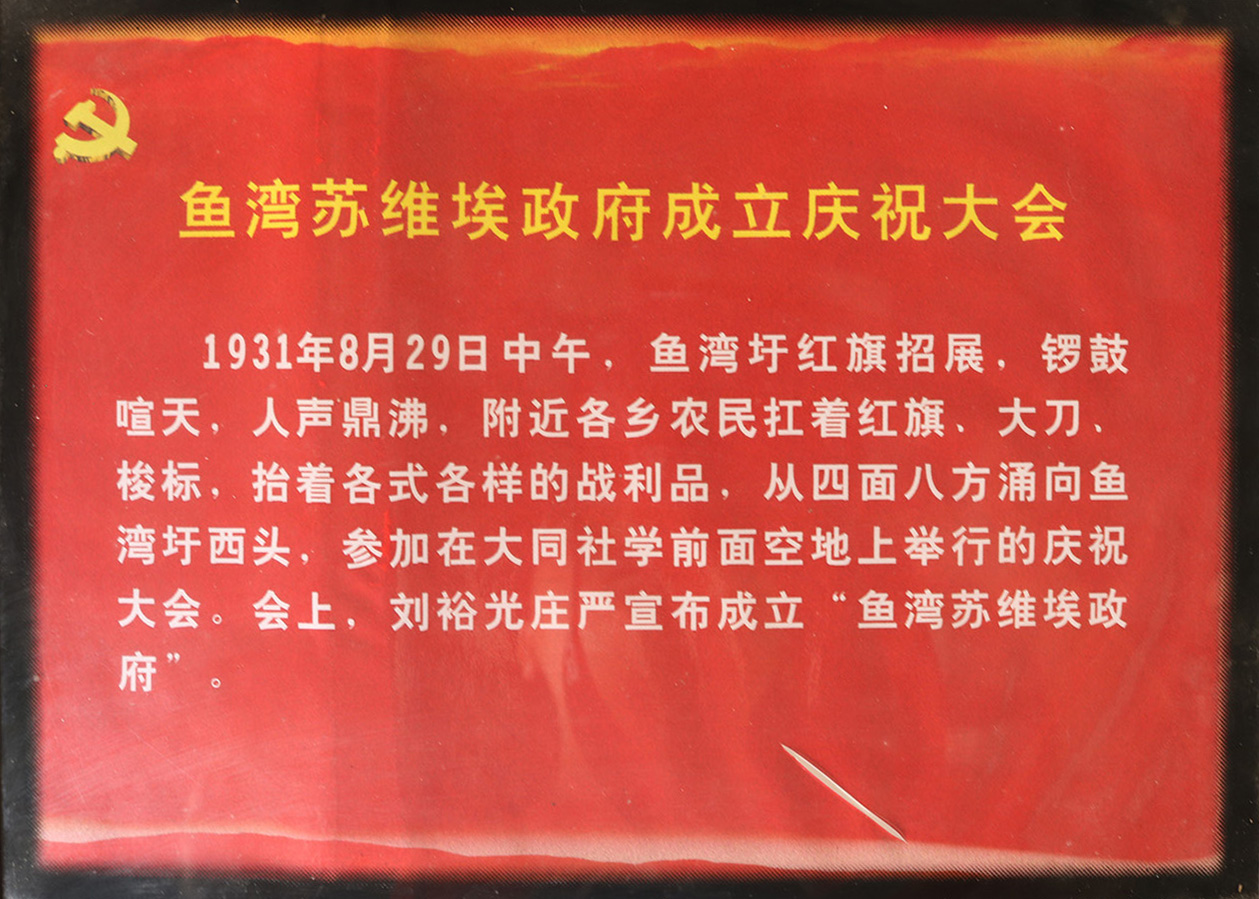 鱼湾苏维埃政府成立庆祝大会
1931年8月29日中午，鱼湾圩红旗招展，锣鼓
喧天，人声鼎沸，附近各乡农民扛着红旗、大刀、
梭标，抬着各式各样的战利品，从四面八方涌向鱼
湾圩西头，参加在大同社学前面空地上举行的庆祝
大会。会上，刘裕光庄严宣布成立“鱼湾苏维埃政
府”。